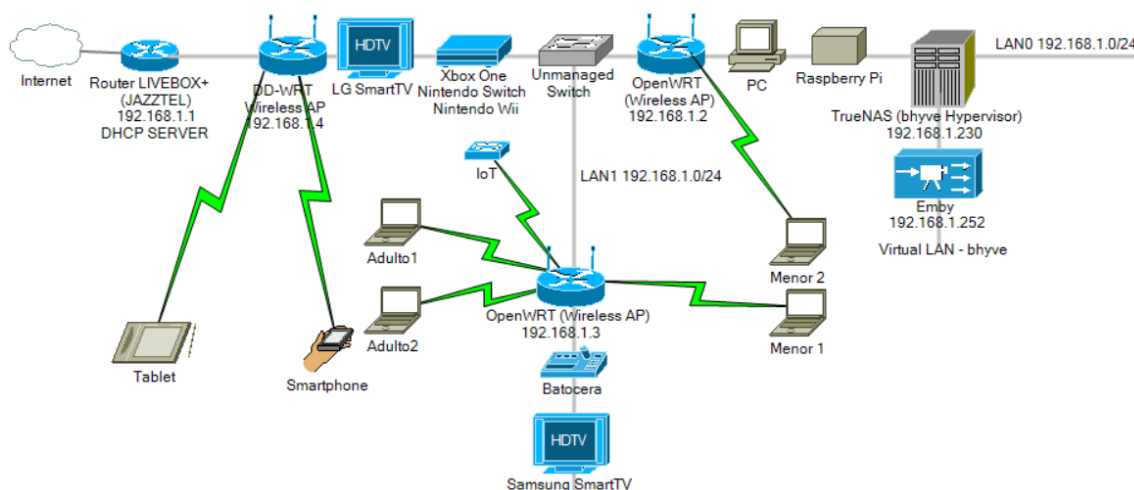 Internet
Router LIVEBOX+
(JAZZTEL)
192.168.1.1
DHCP SERVER
DD-WRT
Wireless AP
192.168.1.4
HDTV
LG SmartTV
Xbox One
Nintendo Switch
Nintendo Wii
Unmanaged
Switch
OpenWRT
(Wireless AP)
192.168.1.2
PC
Raspberry Pi
LAN0 192.168.1.0/24
TrueNAS (bhyve Hypervisor)
192.168.1.230
Emby
192.168.1.252
Virtual LAN - bhyve
IoT
LAN1 192.168.1.0/24
Adulto1
Adulto2
OpenWRT (Wireless AP)
192.168.1.3
Menor 2
Menor 1
Tablet
Smartphone
Batocera
HDTV
Samsung SmartTV